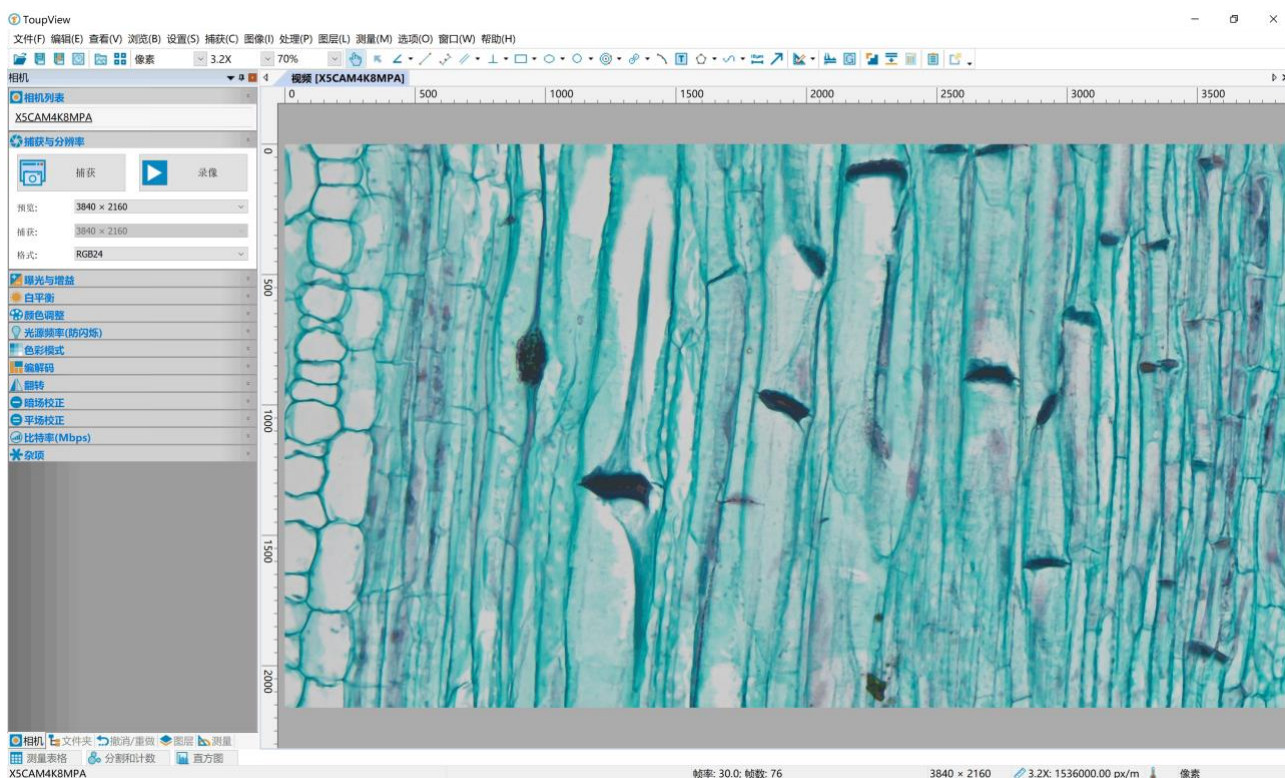 ToupView
文件(F) 编辑(E) 查看(V) 浏览(B) 设置(S) 捕获(C) 图像(I) 处理(P) 图层(L) 测量(M) 选项(O) 窗口(W) 帮助(H)
像素 3.2X 70%
相机 视频 [X5CAM4K8MPA]
相机列表
X5CAM4K8MPA
捕获与分辨率
捕获 录像
预览: 3840 × 2160
捕获: 3840 × 2160
格式: RGB24
曝光与增益
白平衡
颜色调整
光源频率(防闪烁)
色彩模式
编解码
翻转
暗场校正
平场校正
比特率(Mbps)
杂项
0 500 1000 1500 2000 2500 3000 3500
0
500
1000
1500
2000
相机 文件夹 撤消/重做 图层 测量
测量表格 分割和计数 直方图
X5CAM4K8MPA 帧率: 30.0; 帧数: 76 3840 × 2160 3.2X: 1536000.00 px/m 像素